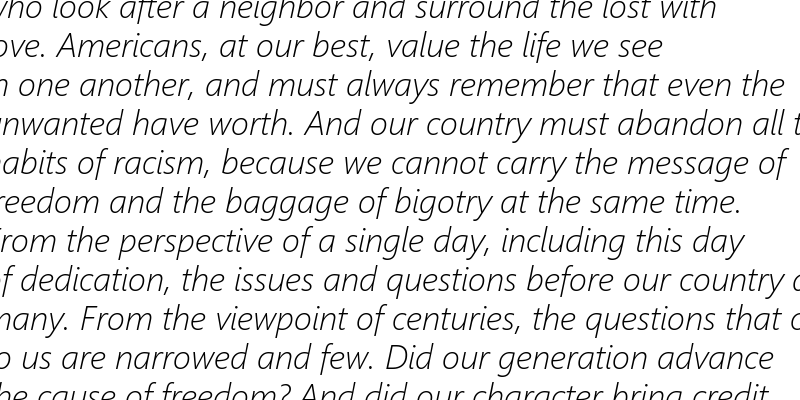 who look after a neighbor and surround the lost with
love. Americans, at our best, value the life we see
in one another, and must always remember that even the
unwanted have worth. And our country must abandon all
habits of racism, because we cannot carry the message of
freedom and the baggage of bigotry at the same time.
From the perspective of a single day, including this day
of dedication, the issues and questions before our country
many. From the viewpoint of centuries, the questions that
to us are narrowed and few. Did our generation advance
the cause of freedom? And did our character bring credit